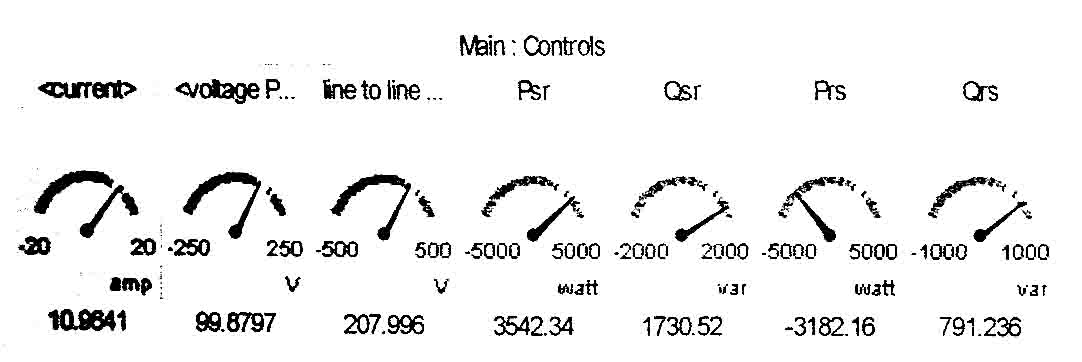 Main : Controls
<current> <voltage P... line to line ... Psr Qsr Prs Qrs
-20 20 -250 250 -500 500 -5000 5000 -2000 2000 -5000 5000 -1000 1000
amp V V watt var watt var
10.9641 99.8797 207.996 3542.34 1730.52 -3182.16 791.236